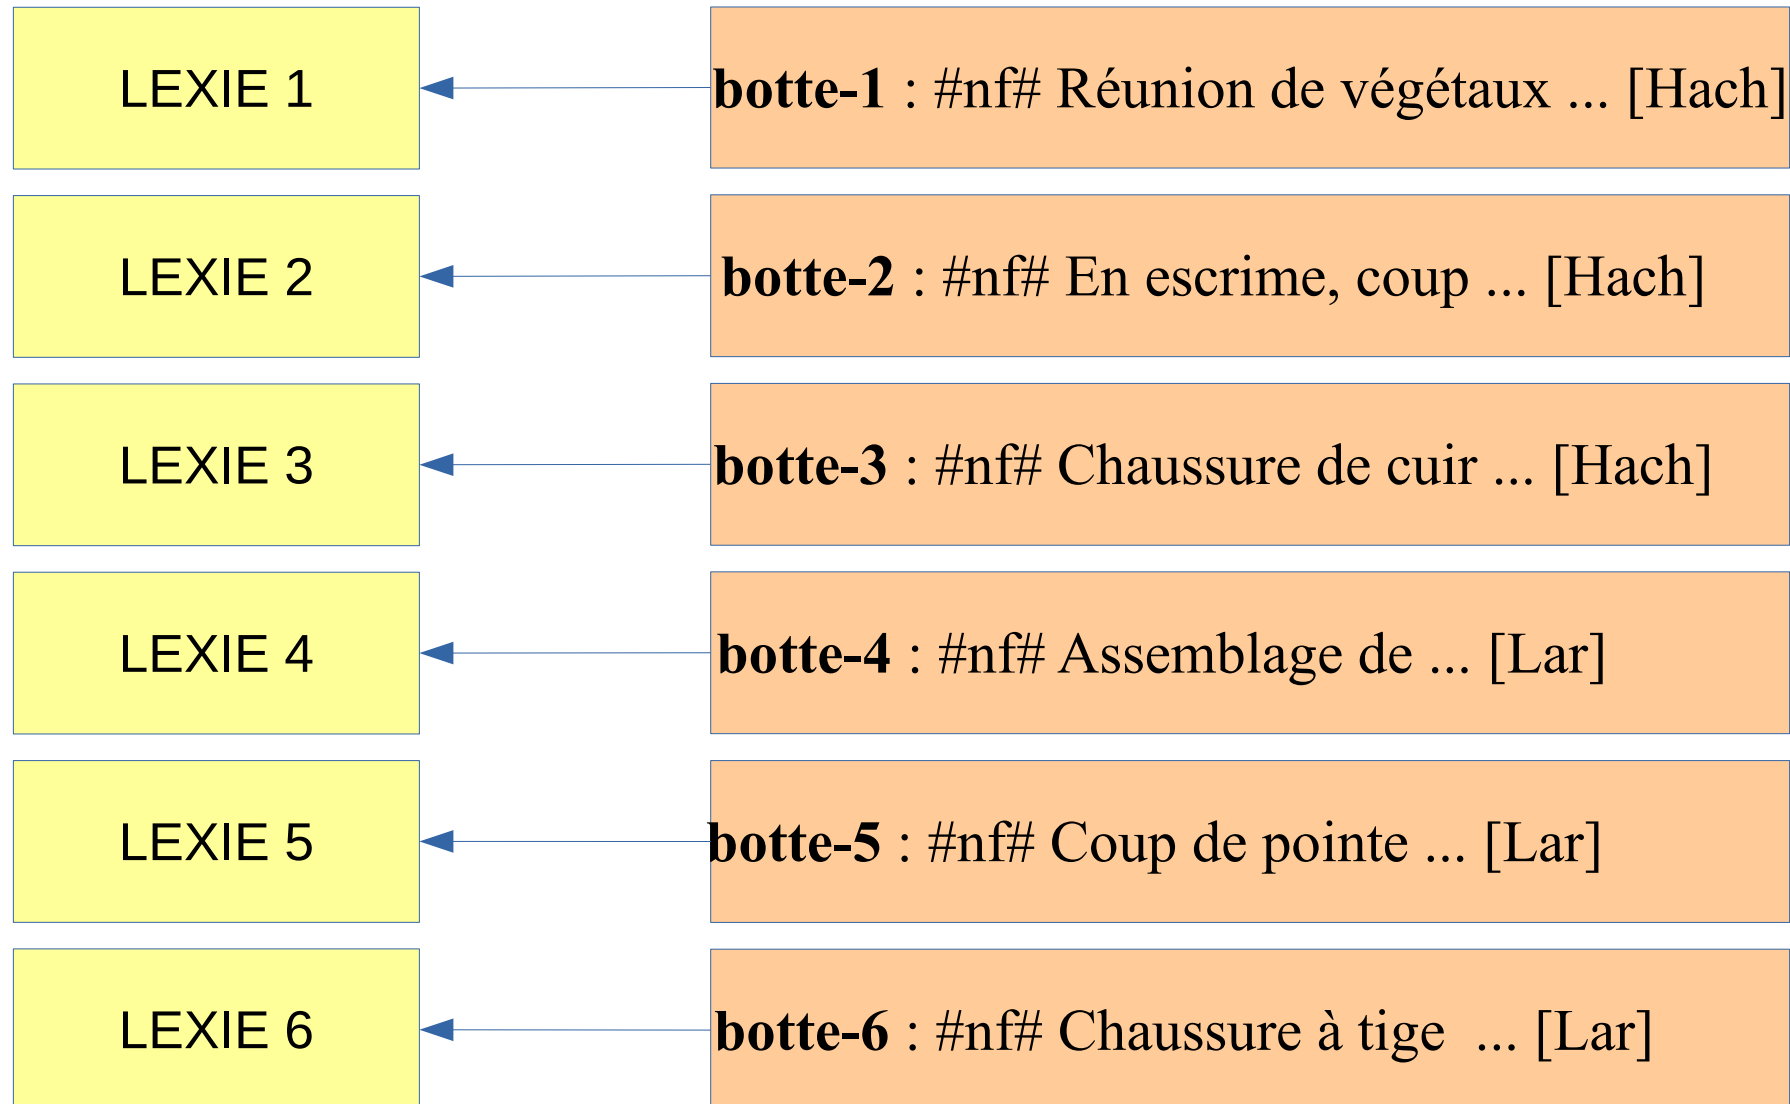 LEXIE 1
botte-1 : #nf# Réunion de végétaux ... [Hach]
LEXIE 2
botte-2 : #nf# En escrime, coup ... [Hach]
LEXIE 3
botte-3 : #nf# Chaussure de cuir ... [Hach]
LEXIE 4
botte-4 : #nf# Assemblage de ... [Lar]
LEXIE 5
botte-5 : #nf# Coup de pointe ... [Lar]
LEXIE 6
botte-6 : #nf# Chaussure à tige  ... [Lar]